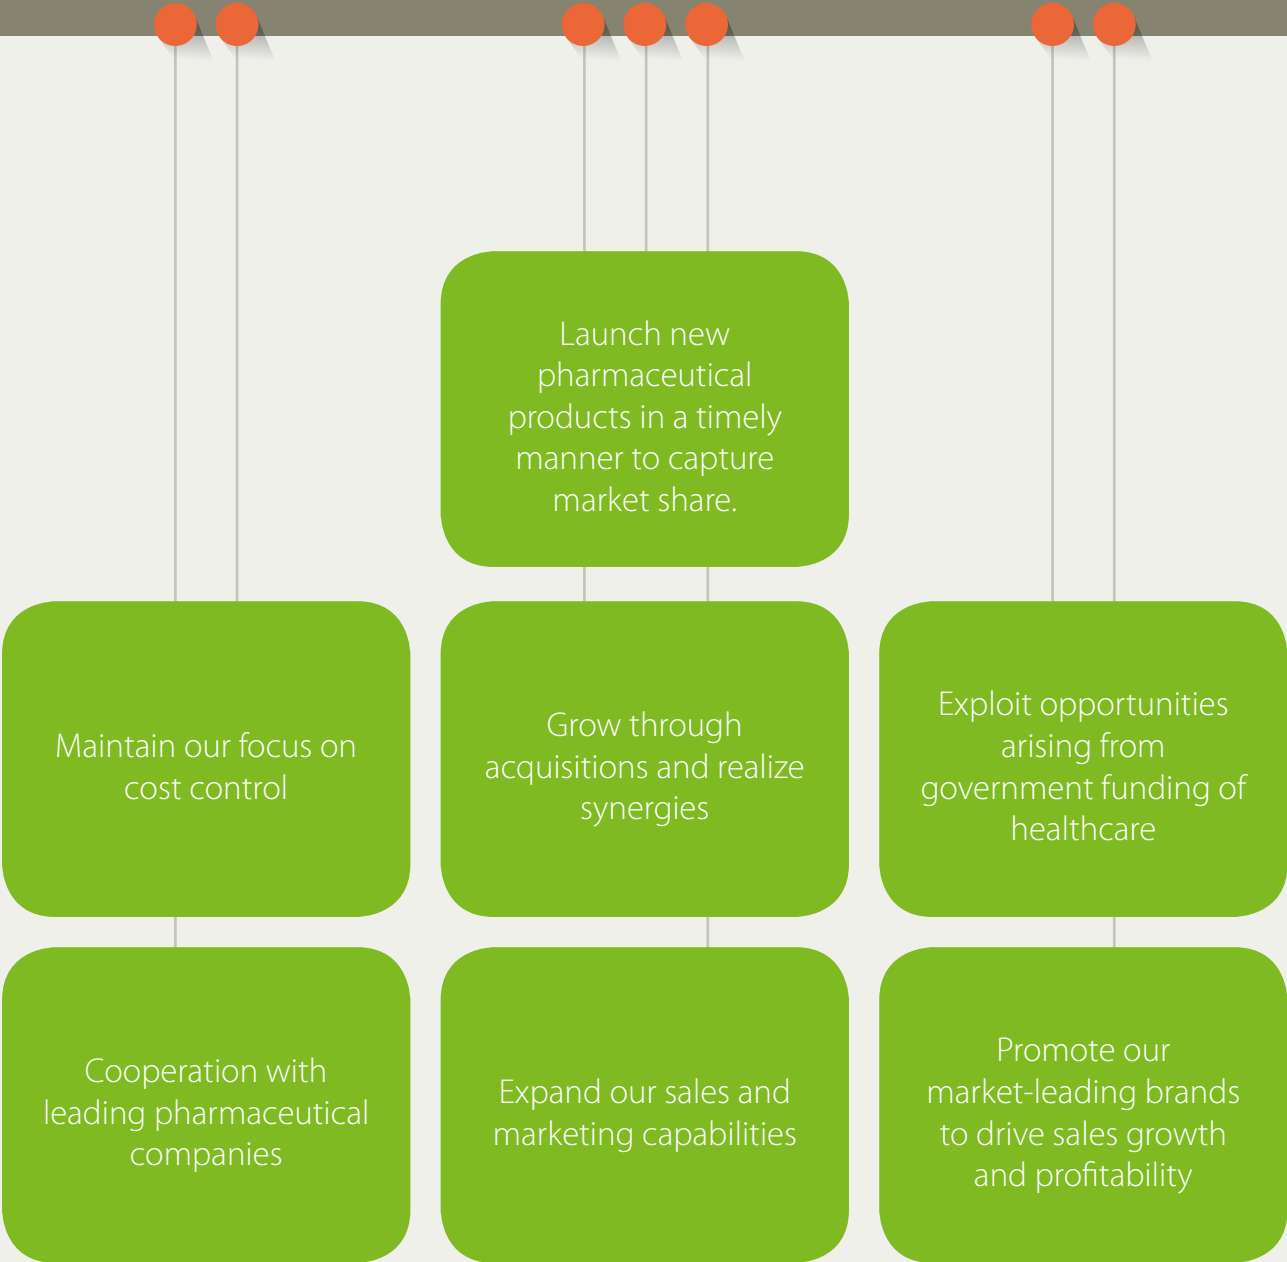 Launch new
pharmaceutical
products in a timely
manner to capture
market share.
Maintain our focus on
cost control
Grow through
acquisitions and realize
synergies
Exploit opportunities
arising from
government funding of
healthcare
Cooperation with
leading pharmaceutical
companies
Expand our sales and
marketing capabilities
Promote our
market-leading brands
to drive sales growth
and profitability